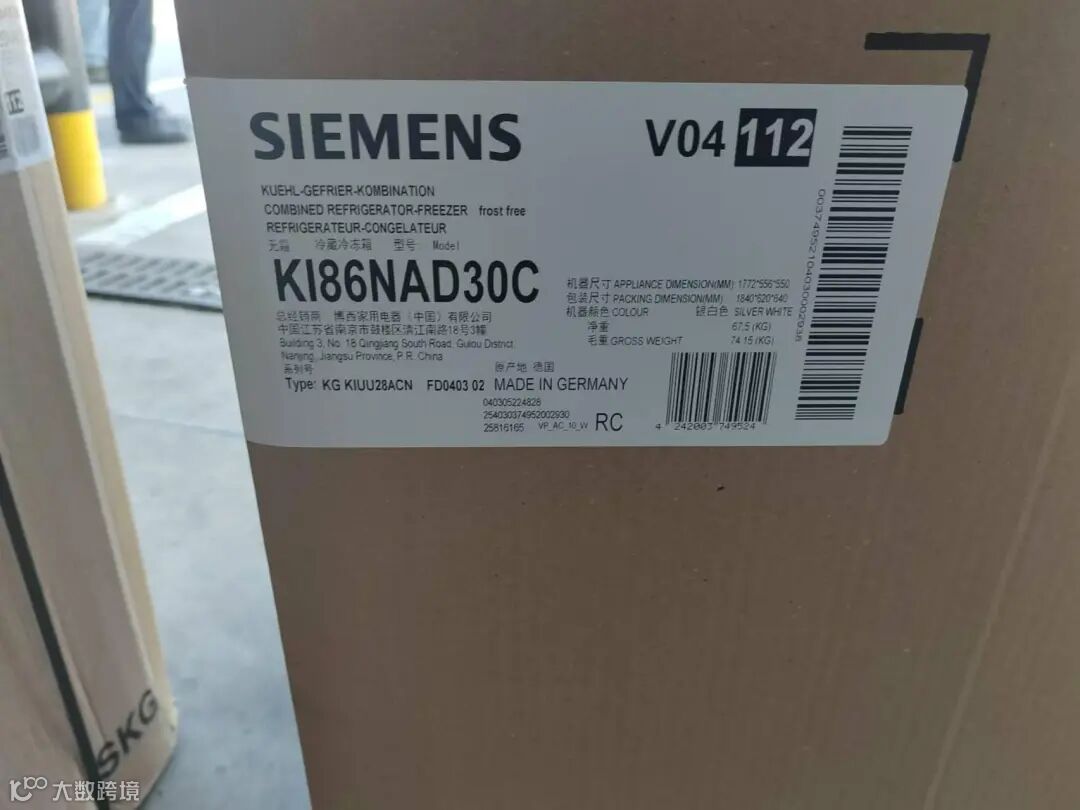 SIEMENS
V04 112
KUEHL-GEFRIER-KOMBINATION
COMBINED REFRIGERATOR-FREEZER frost free
REFRIGERATEUR-CONGELATEUR
无霜 冷藏冷冻箱 型号: Model
KI86NAD30C
机器尺寸 APPLIANCE DIMENSION(MM) 1772*556*550
包装尺寸 PACKING DIMENSION(MM) 1840*620*640
机器颜色 COLOUR 银白色 SILVER WHITE
净重 67.5 (KG)
毛重 GROSS WEIGHT 74.15 (KG)
总经销商 博西家用电器(中国)有限公司
中国江苏省南京市鼓楼区清江南路18号3幢
Building 3, No. 18 Qingjiang South Road, Gulou District
Nanjing, Jiangsu Province, P.R. China
系列号
原产地 德国
Type: KG KIUU28ACN FD0403 02 MADE IN GERMANY
040305224828
254030374952002930
25816165 VP_AC_10_W RC
4 242003 749524
SKG
大数跨境